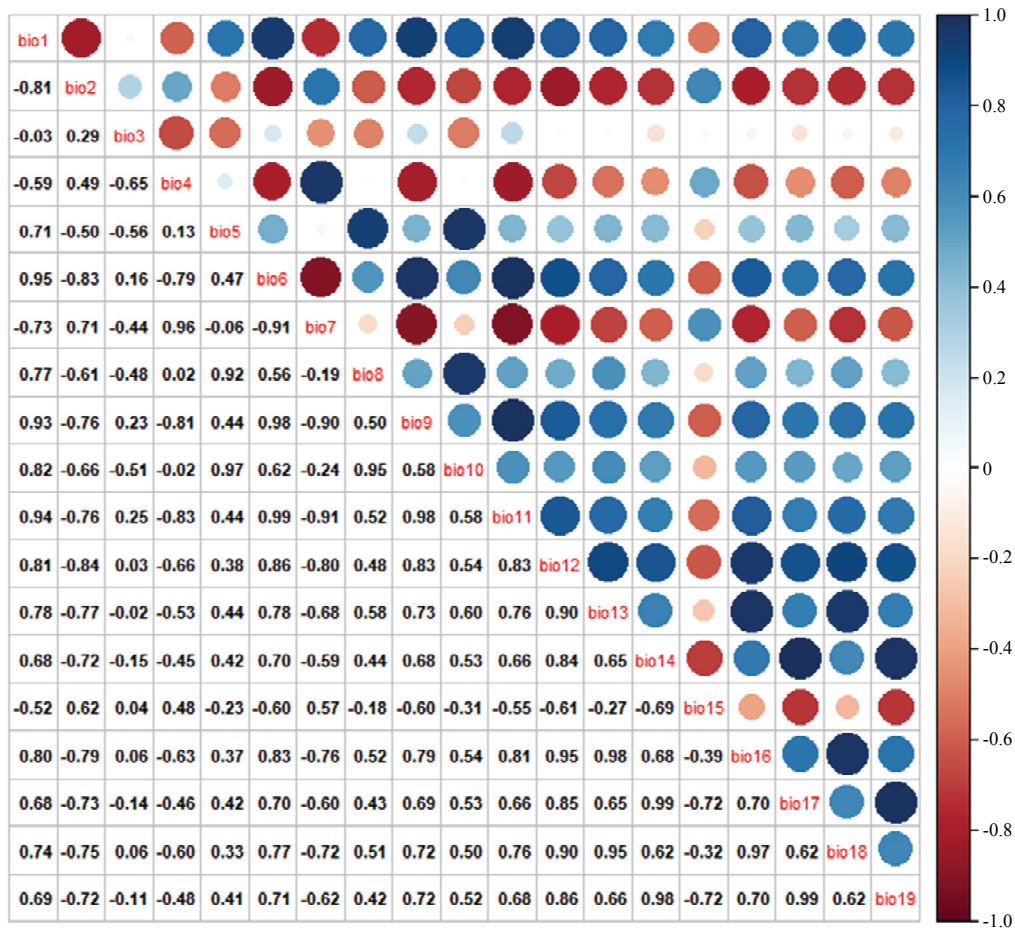 bio1
-0.81 bio2
-0.03 0.29 bio3
-0.59 0.49 -0.65 bio4
0.71 -0.50 -0.56 0.13 bio5
0.95 -0.83 0.16 -0.79 0.47 bio6
-0.73 0.71 -0.44 0.96 -0.06 -0.91 bio7
0.77 -0.61 -0.48 0.02 0.92 0.56 -0.19 bio8
0.93 -0.76 0.23 -0.81 0.44 0.98 -0.90 0.50 bio9
0.82 -0.66 -0.51 -0.02 0.97 0.62 -0.24 0.95 0.58 bio10
0.94 -0.76 0.25 -0.83 0.44 0.99 -0.91 0.52 0.98 0.58 bio11
0.81 -0.84 0.03 -0.66 0.38 0.86 -0.80 0.48 0.83 0.54 0.83 bio12
0.78 -0.77 -0.02 -0.53 0.44 0.78 -0.68 0.58 0.73 0.60 0.76 0.90 bio13
0.68 -0.72 -0.15 -0.45 0.42 0.70 -0.59 0.44 0.68 0.53 0.66 0.84 0.65 bio14
-0.52 0.62 0.04 0.48 -0.23 -0.60 0.57 -0.18 -0.60 -0.31 -0.55 -0.61 -0.27 -0.69 bio15
0.80 -0.79 0.06 -0.63 0.37 0.83 -0.76 0.52 0.79 0.54 0.81 0.95 0.98 0.68 -0.39 bio16
0.68 -0.73 -0.14 -0.46 0.42 0.70 -0.60 0.43 0.69 0.53 0.66 0.85 0.65 0.99 -0.72 0.70 bio17
0.74 -0.75 0.06 -0.60 0.33 0.77 -0.72 0.51 0.72 0.50 0.76 0.90 0.95 0.62 -0.32 0.97 0.62 bio18
0.69 -0.72 -0.11 -0.48 0.41 0.71 -0.62 0.42 0.72 0.52 0.68 0.86 0.66 0.98 -0.72 0.70 0.99 0.62 bio19
1.0
0.8
0.6
0.4
0.2
0
-0.2
-0.4
-0.6
-0.8
-1.0